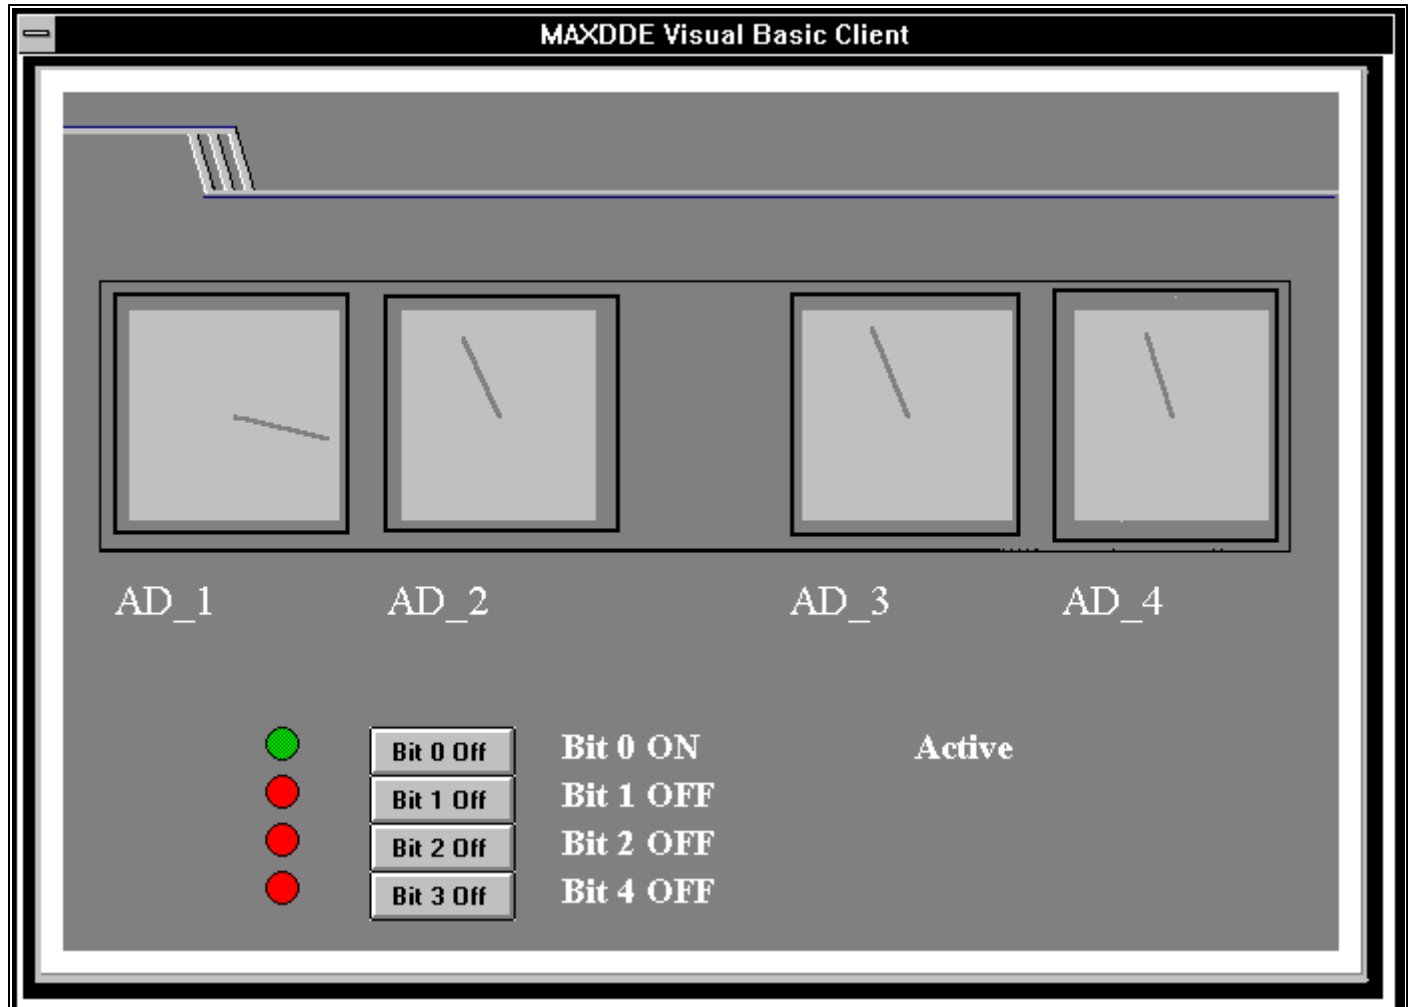 MAXDDE Visual Basic Client
AD_1 AD_2 AD_3 AD_4
Bit 0 Off Bit 0 ON Active
Bit 1 Off Bit 1 OFF
Bit 2 Off Bit 2 OFF
Bit 3 Off Bit 4 OFF